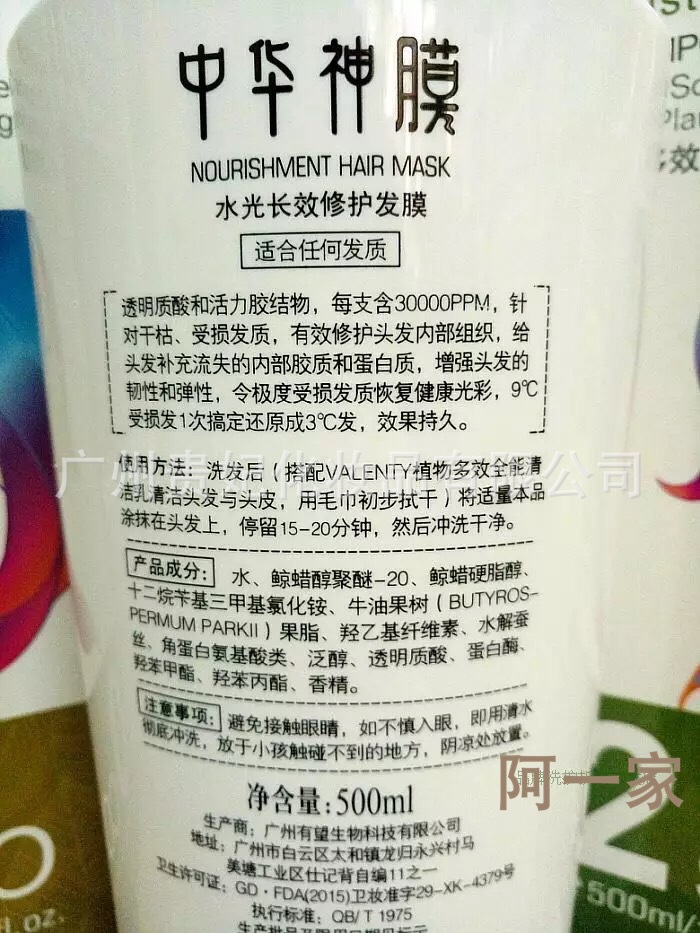 中华神膜
NOURISHMENT HAIR MASK
水光长效修护发膜
适合任何发质
透明质酸和活力胶结物，每支含30000PPM，针
对干枯、受损发质，有效修护头发内部组织，给
头发补充流失的内部胶质和蛋白质，增强头发的
韧性和弹性，令极度受损发质恢复健康光彩，9℃
受损发1次搞定还原成3℃发，效果持久。
使用方法：洗发后（搭配VALENTY植物多效全能清
洁乳清洁头发与头皮，用毛巾初步拭干）将适量本品
涂抹在头发上，停留15-20分钟，然后冲洗干净。
产品成分：水、鲸蜡醇聚醚-20、鲸蜡硬脂醇、
十二烷苄基三甲基氯化铵、牛油果树（BUTYROS-
PERMUM PARKII）果脂、羟乙基纤维素、水解蚕
丝、角蛋白氨基酸类、泛醇、透明质酸、蛋白酶、
羟苯甲酯、羟苯丙酯、香精。
注意事项：避免接触眼睛，如不慎入眼，即用清水
彻底冲洗，放于小孩触碰不到的地方，阴凉处放置。
净含量:500ml
生产商：广州有望生物科技有限公司
地址：广州市白云区太和镇龙归永兴村马
美塘工业区仕记背自编11之一
卫生许可证：GD·FDA(2015)卫妆准字29-XK-4379号
执行标准：QB/T 1975
阿一家
2
500ml/
fl.oz.